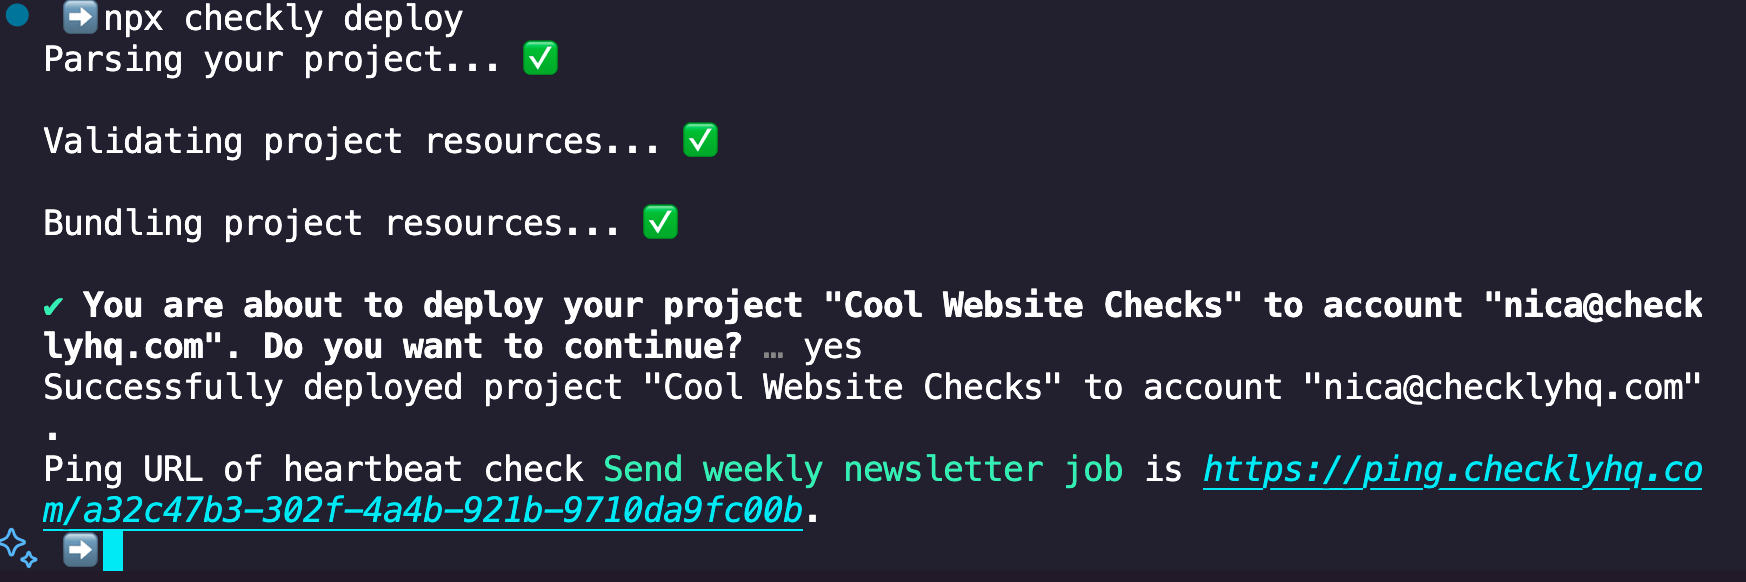 ➡️npx checkly deploy
Parsing your project... ✅
Validating project resources... ✅
Bundling project resources... ✅
✔ You are about to deploy your project "Cool Website Checks" to account "nica@check
lyhq.com". Do you want to continue? … yes
Successfully deployed project "Cool Website Checks" to account "nica@checklyhq.com"
.
Ping URL of heartbeat check Send weekly newsletter job is https://ping.checklyhq.co
m/a32c47b3-302f-4a4b-921b-9710da9fc00b.
➡️